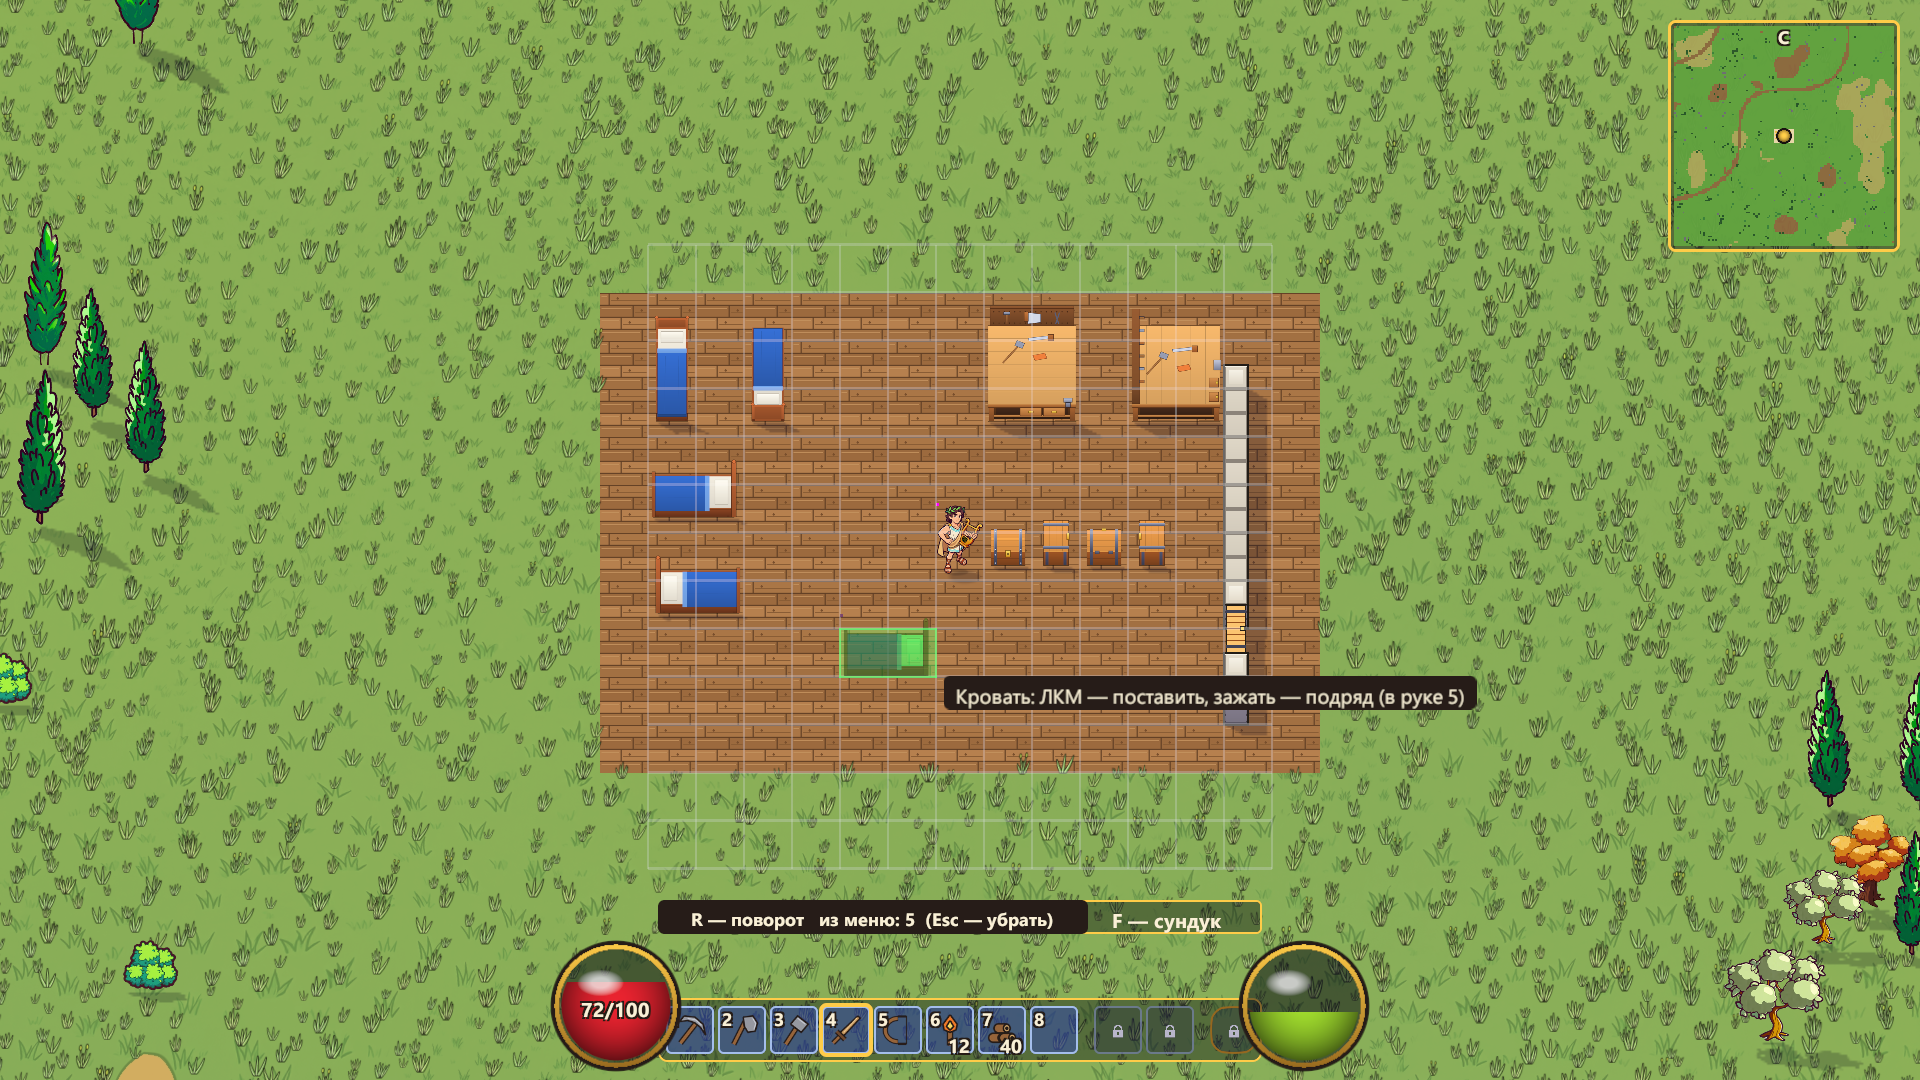 С
Кровать: ЛКМ — поставить, зажать — подряд (в руке 5)
R — поворот из меню: 5 (Esc — убрать)
F — сундук
72/100
2
3
4
5
6
12
7
40
8